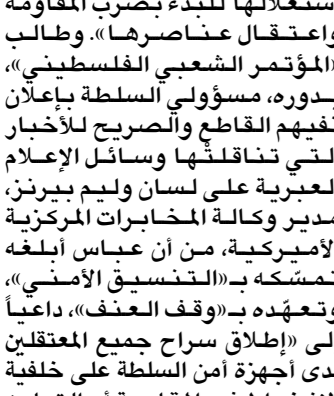 استغلالها للبدء بضرب المقاومة
واعتقال عناصرها». وطالب
«المؤتمر الشعبي الفلسطيني»،
بدوره، مسؤولي السلطة بإعلان
نفيهم القاطع والصريح للأخبار
التي تناقلتْها وسائل الإعلام
العبرية على لسان وليم بيرنز،
مدير وكالة المخابرات المركزية
الأميركية، من أن عباس أبلغه
تمسّكه بـ«التنسيق الأمني»،
وتعهّده بـ«وقف العنف»، داعياً
إلى «إطلاق سراح جميع المعتقلين
لدى أجهزة أمن السلطة على خلفية